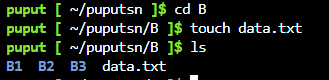 puput [ ~/puputsn ]$ cd B
puput [ ~/puputsn/B ]$ touch data.txt
puput [ ~/puputsn/B ]$ ls
B1  B2  B3  data.txt